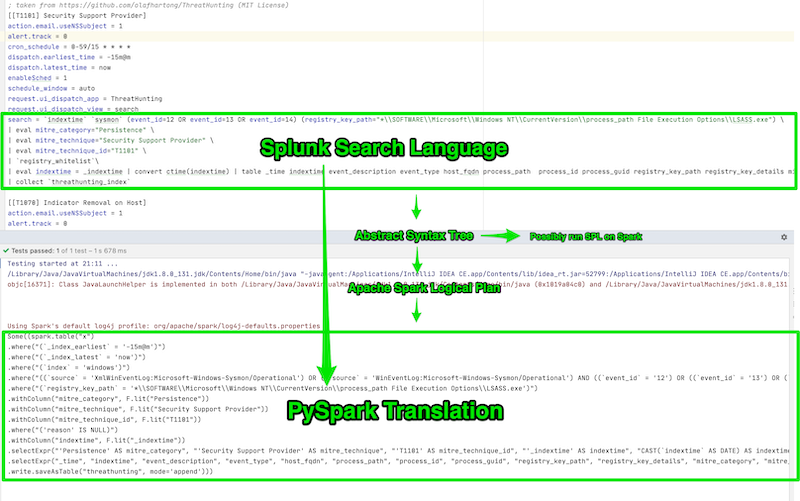 ; taken from https://github.com/olafhartong/ThreatHunting (MIT License)
[[T1101] Security Support Provider]
action.email.useNSSubject = 1
alert.track = 0
cron_schedule = 0-59/15 * * * *
dispatch.earliest_time = -15m@m
dispatch.latest_time = now
enableSched = 1
schedule_window = auto
request.ui_dispatch_app = ThreatHunting
request.ui_dispatch_view = search
search = `indextime` `sysmon` (event_id=12 OR event_id=13 OR event_id=14) (registry_key_path="*\\SOFTWARE\\Microsoft\\Windows NT\\CurrentVersion\\process_path File Execution Options\\LSASS.exe") \
| eval mitre_category="Persistence" \
| eval mitre_technique="Security Support Provider" \
| eval mitre_technique_id="T1101" \
| `registry_whitelist`\
| eval indextime = _indextime | convert ctime(indextime) | table _time indextime event_description event_type host_fqdn process_path process_id process_guid registry_key_path registry_key_details mi
| collect `threathunting_index`
Splunk Search Language
[[T1070] Indicator Removal on Host]
action.email.useNSSubject = 1
alert.track = 0
Abstract Syntax Tree
Possibly run SPL on Spark
Tests passed: 1 of 1 test – 1 s 678 ms
Testing started at 21:11 ...
/Library/Java/JavaVirtualMachines/jdk1.8.0_131.jdk/Contents/Home/bin/java "-javaagent:/Applications/IntelliJ IDEA CE.app/Contents/lib/idea_rt.jar=52799:/Applications/IntelliJ IDEA CE.app/Contents/b
objc[16371]: Class JavaLaunchHelper is implemented in both /Library/Java/JavaVirtualMachines/jdk1.8.0_131.jdk/Contents/Home/bin/java (0x1019a84c0) and /Library/Java/JavaVirtualMachines/jdk1.8.0_131
Apache Spark Logical Plan
Using Spark's default log4j profile: org/apache/spark/log4j-defaults.properties
Some((spark.table("x")
.where("(`_index_earliest` = '-15m@m')")
.where("(`_index_latest` = 'now')")
.where("(`index` = 'windows')")
.where("((`source` = 'XmlWinEventLog:Microsoft-Windows-Sysmon/Operational') OR (`source` = 'WinEventLog:Microsoft-Windows-Sysmon/Operational') AND ((`event_id` = '12') OR ((`event_id` = '13') OR (
.where("(`registry_key_path` = '*\\SOFTWARE\\Microsoft\\Windows NT\\CurrentVersion\\process_path File Execution Options\\LSASS.exe')")
.withColumn("mitre_category", F.lit("Persistence"))
.withColumn("mitre_technique", F.lit("Security Support Provider"))
.withColumn("mitre_technique_id", F.lit("T1101"))
.where("('reason' IS NULL)")
.withColumn("indextime", F.lit("_indextime"))
.selectExpr("'Persistence' AS mitre_category", "'Security Support Provider' AS mitre_technique", "'T1101' AS mitre_technique_id", "'_indextime' AS indextime", "CAST(`indextime` AS DATE) AS indextime
.selectExpr("_time", "indextime", "event_description", "event_type", "host_fqdn", "process_path", "process_id", "process_guid", "registry_key_path", "registry_key_details", "mitre_category", "mitre_
.write.saveAsTable("threathunting", mode='append')))
PySpark Translation